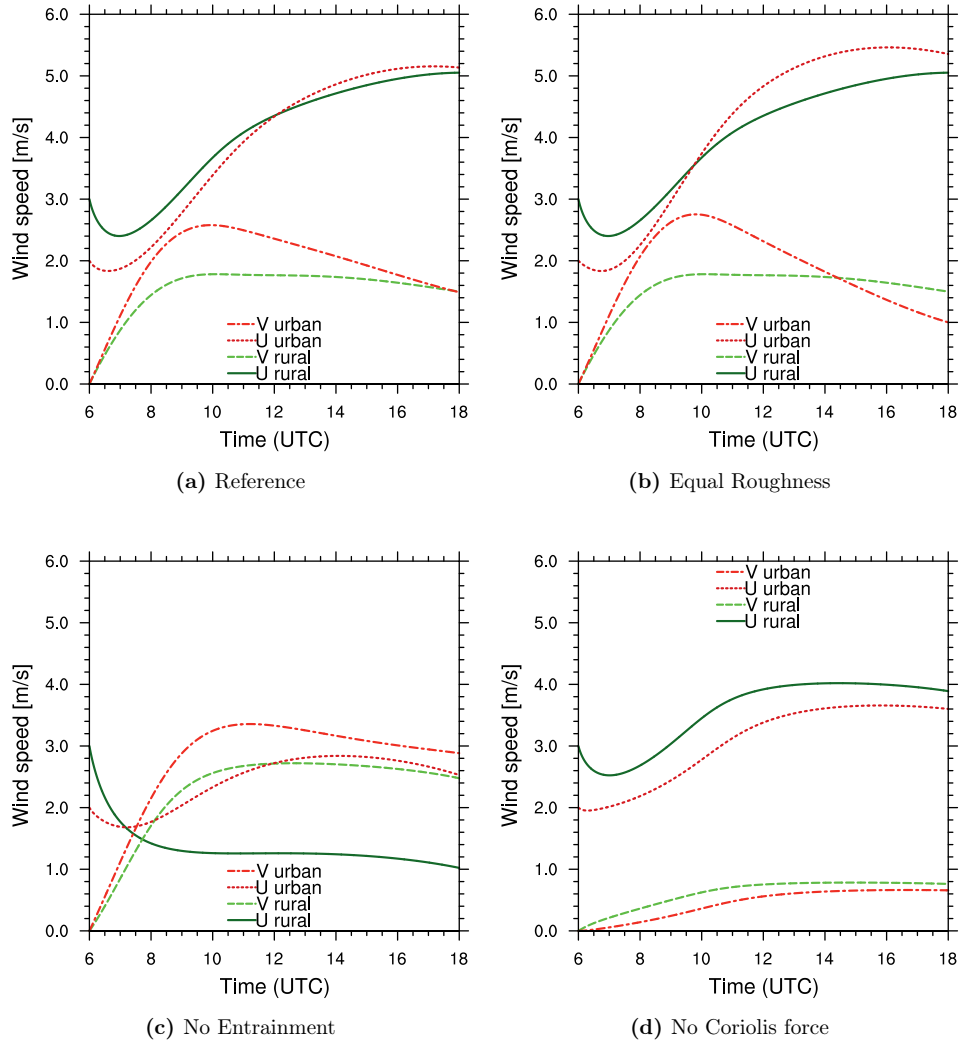 Wind speed [m/s]
6.0
5.0
4.0
3.0
2.0
1.0
0.0
V urban
U urban
V rural
U rural
6 8 10 12 14 16 18
Time (UTC)
(a) Reference
Wind speed [m/s]
6.0
5.0
4.0
3.0
2.0
1.0
0.0
V urban
U urban
V rural
U rural
6 8 10 12 14 16 18
Time (UTC)
(b) Equal Roughness
Wind speed [m/s]
6.0
5.0
4.0
3.0
2.0
1.0
0.0
V urban
U urban
V rural
U rural
6 8 10 12 14 16 18
Time (UTC)
(c) No Entrainment
Wind speed [m/s]
6.0
5.0
4.0
3.0
2.0
1.0
0.0
V urban
U urban
V rural
U rural
6 8 10 12 14 16 18
Time (UTC)
(d) No Coriolis force